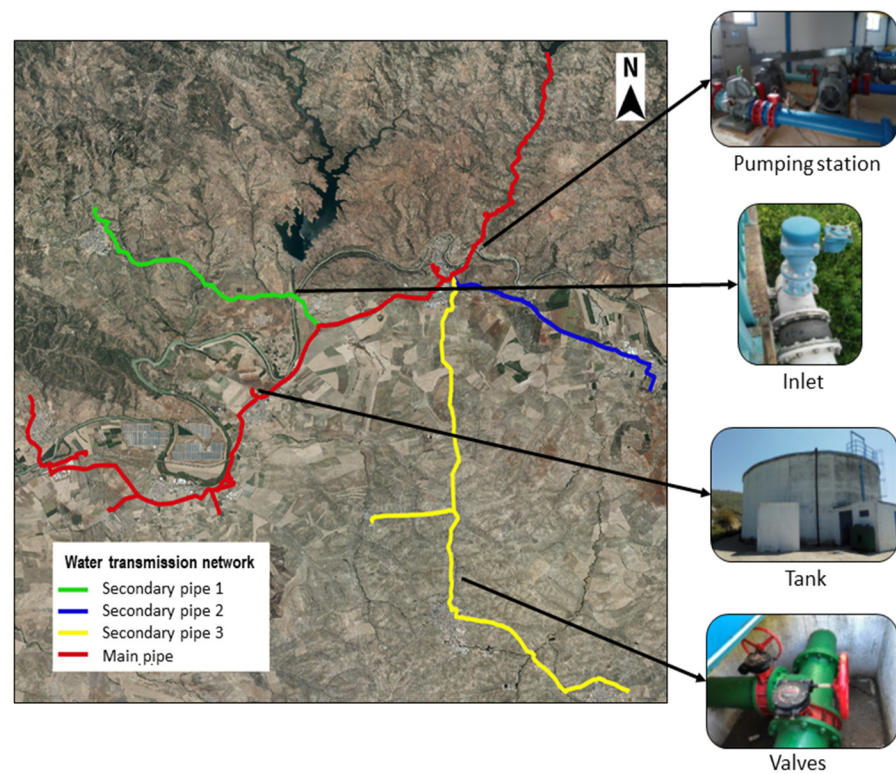 N
Pumping station
Inlet
Tank
Valves
Water transmission network
Secondary pipe 1
Secondary pipe 2
Secondary pipe 3
Main pipe